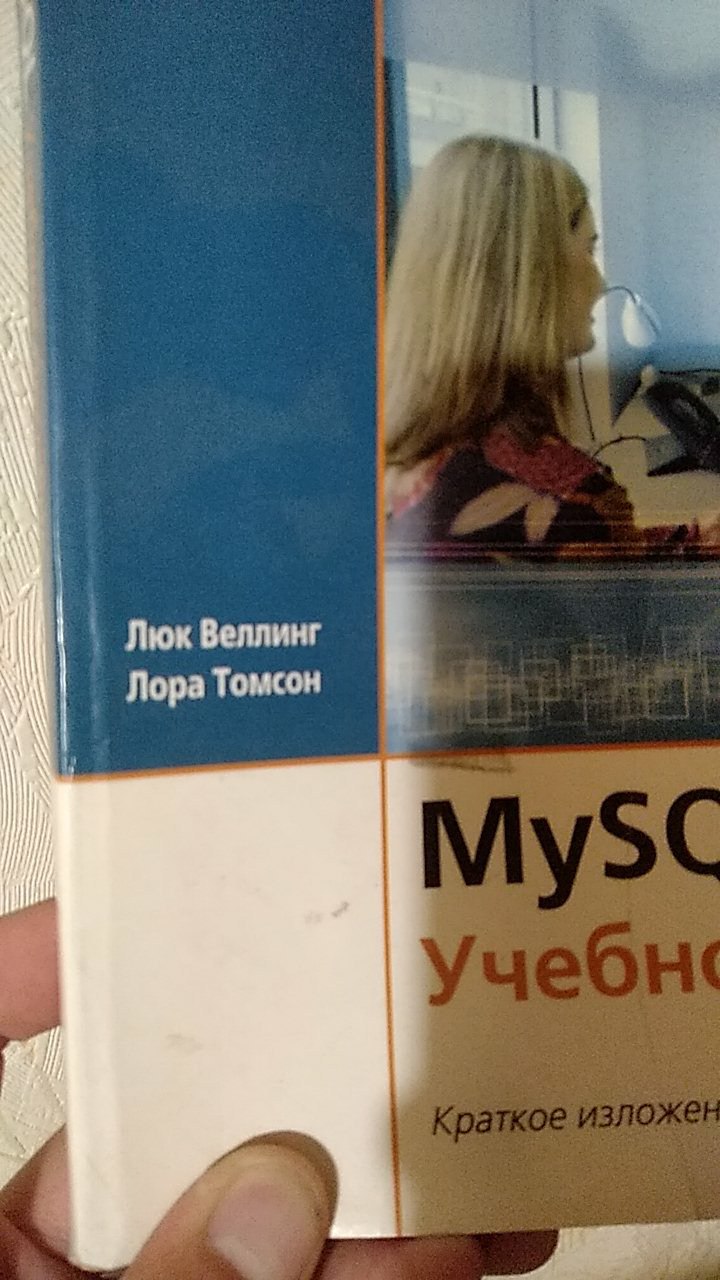 Люк Веллинг
Лора Томсон
MySQ
Учебно
Краткое изложен